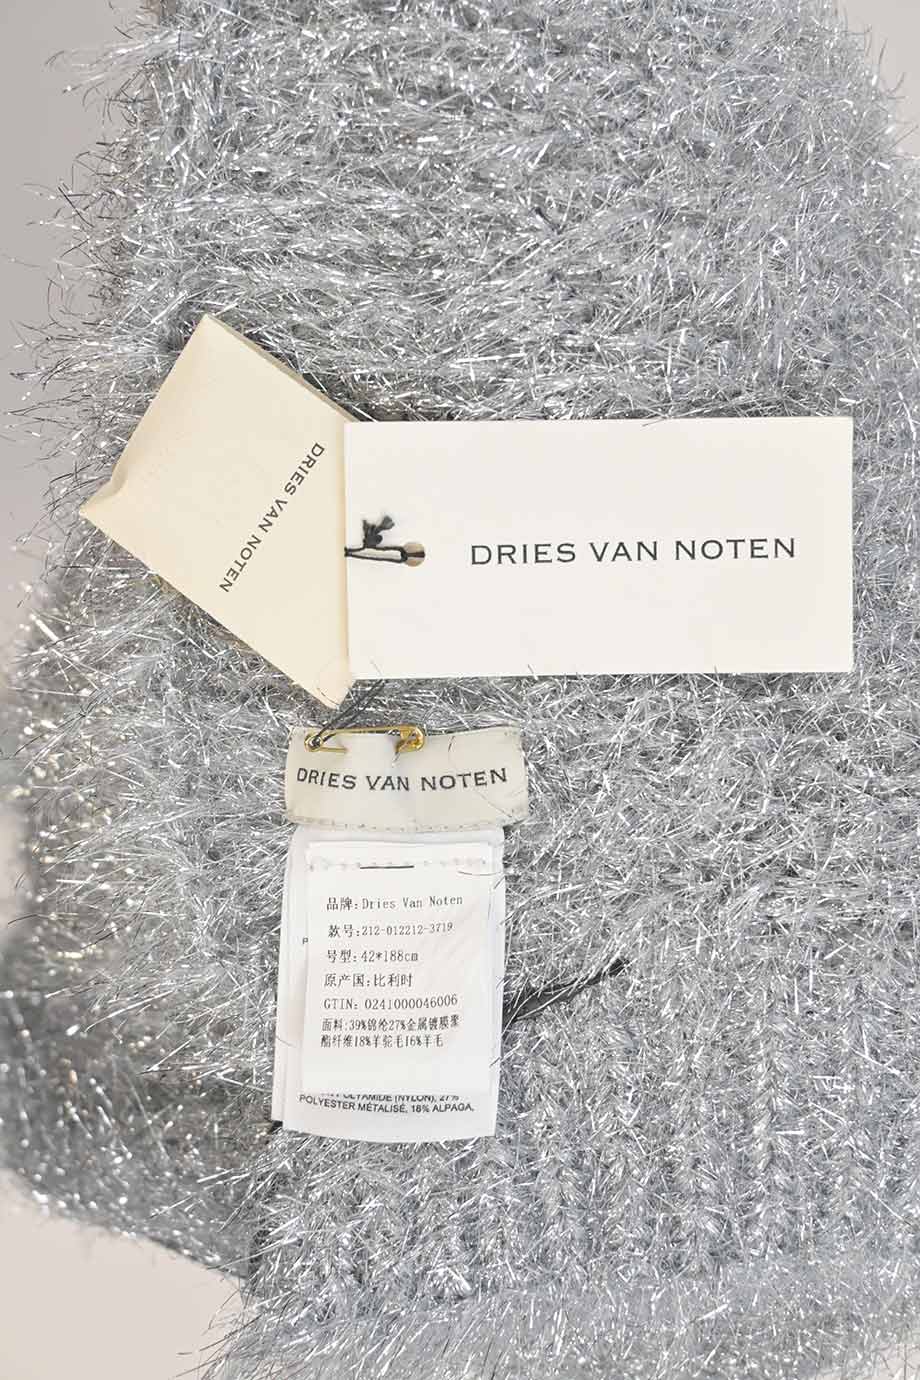 DRIES VAN NOTEN
DRIES VAN NOTEN
DRIES VAN NOTEN
品牌:Dries Van Noten
款号:212-012212-3719
号型:42*188cm
原产国:比利时
GTIN: 0241000046006
面料:39%锦纶27%金属镀膜聚
酯纤维18%羊驼毛16%羊毛
POLYAMIDE (NYLON), 27%
POLYESTER MÉTALISÉ, 18% ALPAGA,